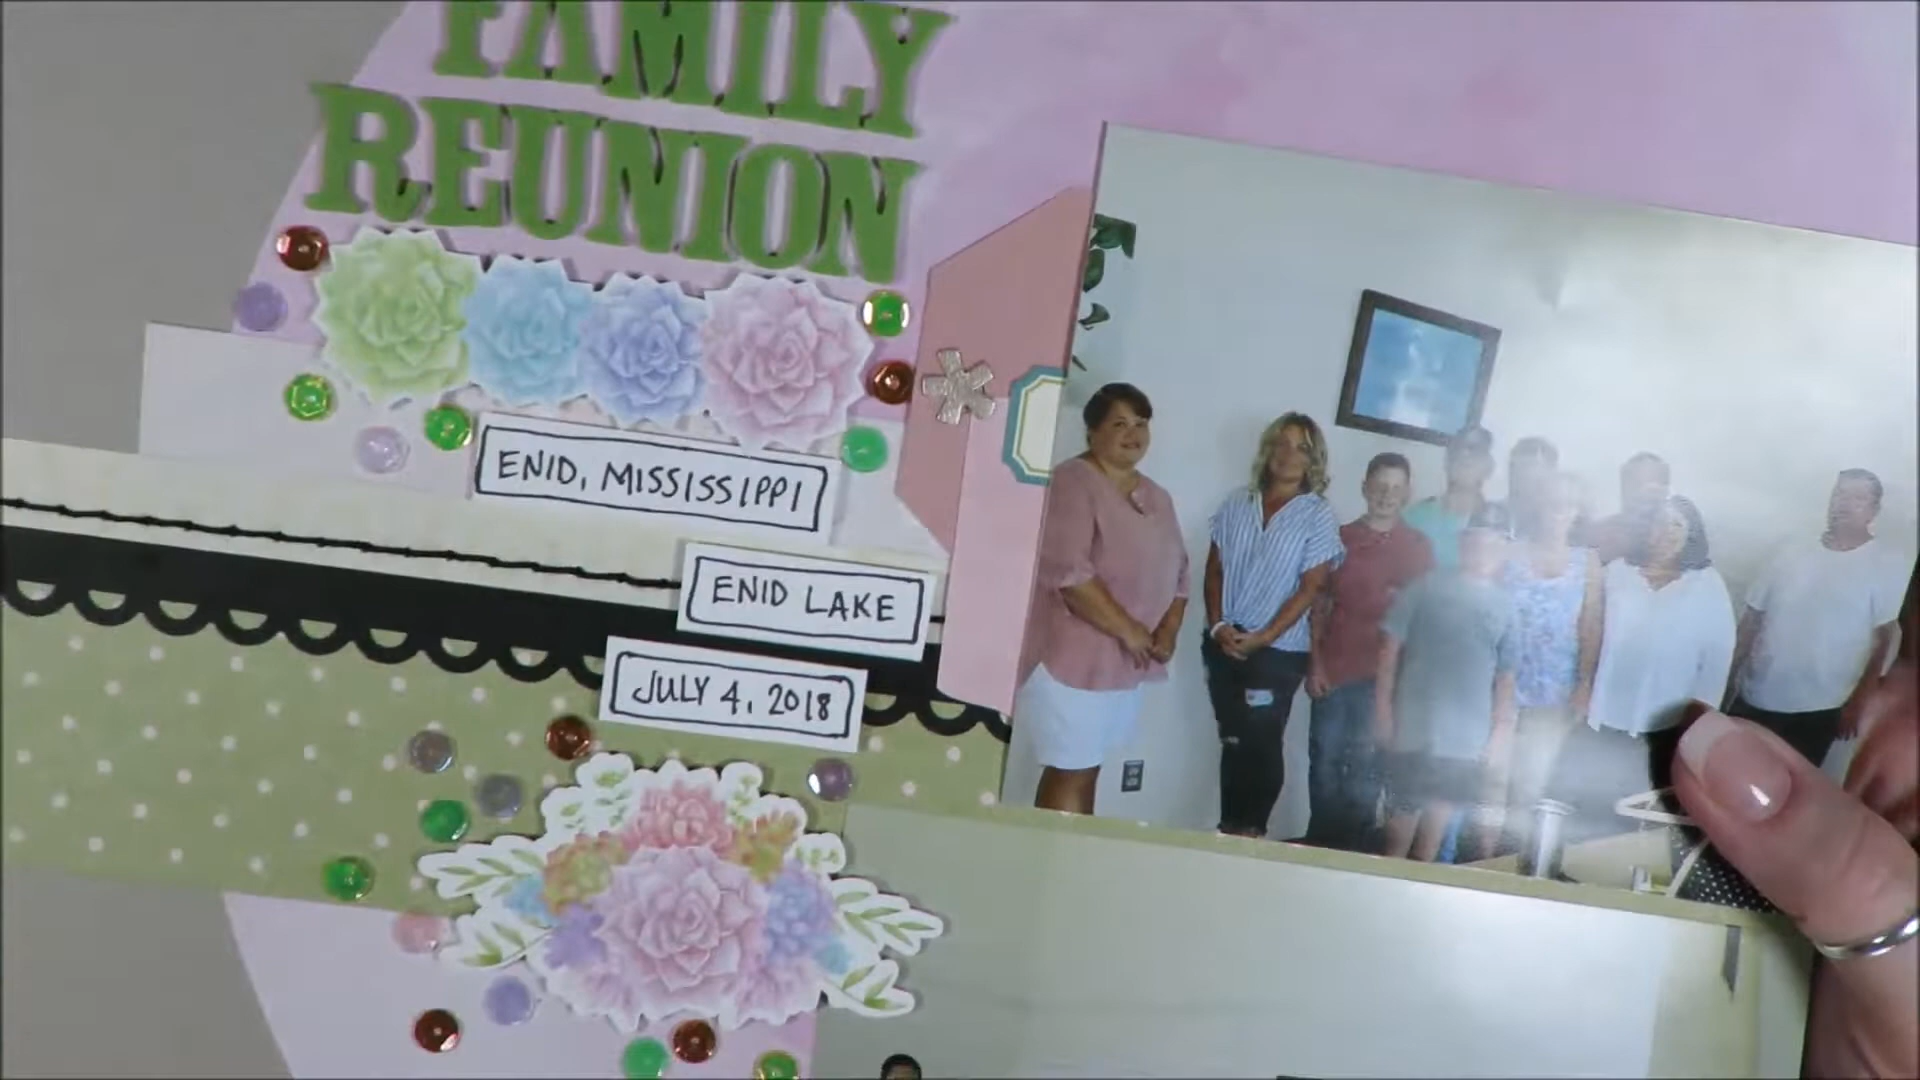 FAMILY
REUNION
ENID, MISSISSIPPI
ENID LAKE
JULY 4, 2018